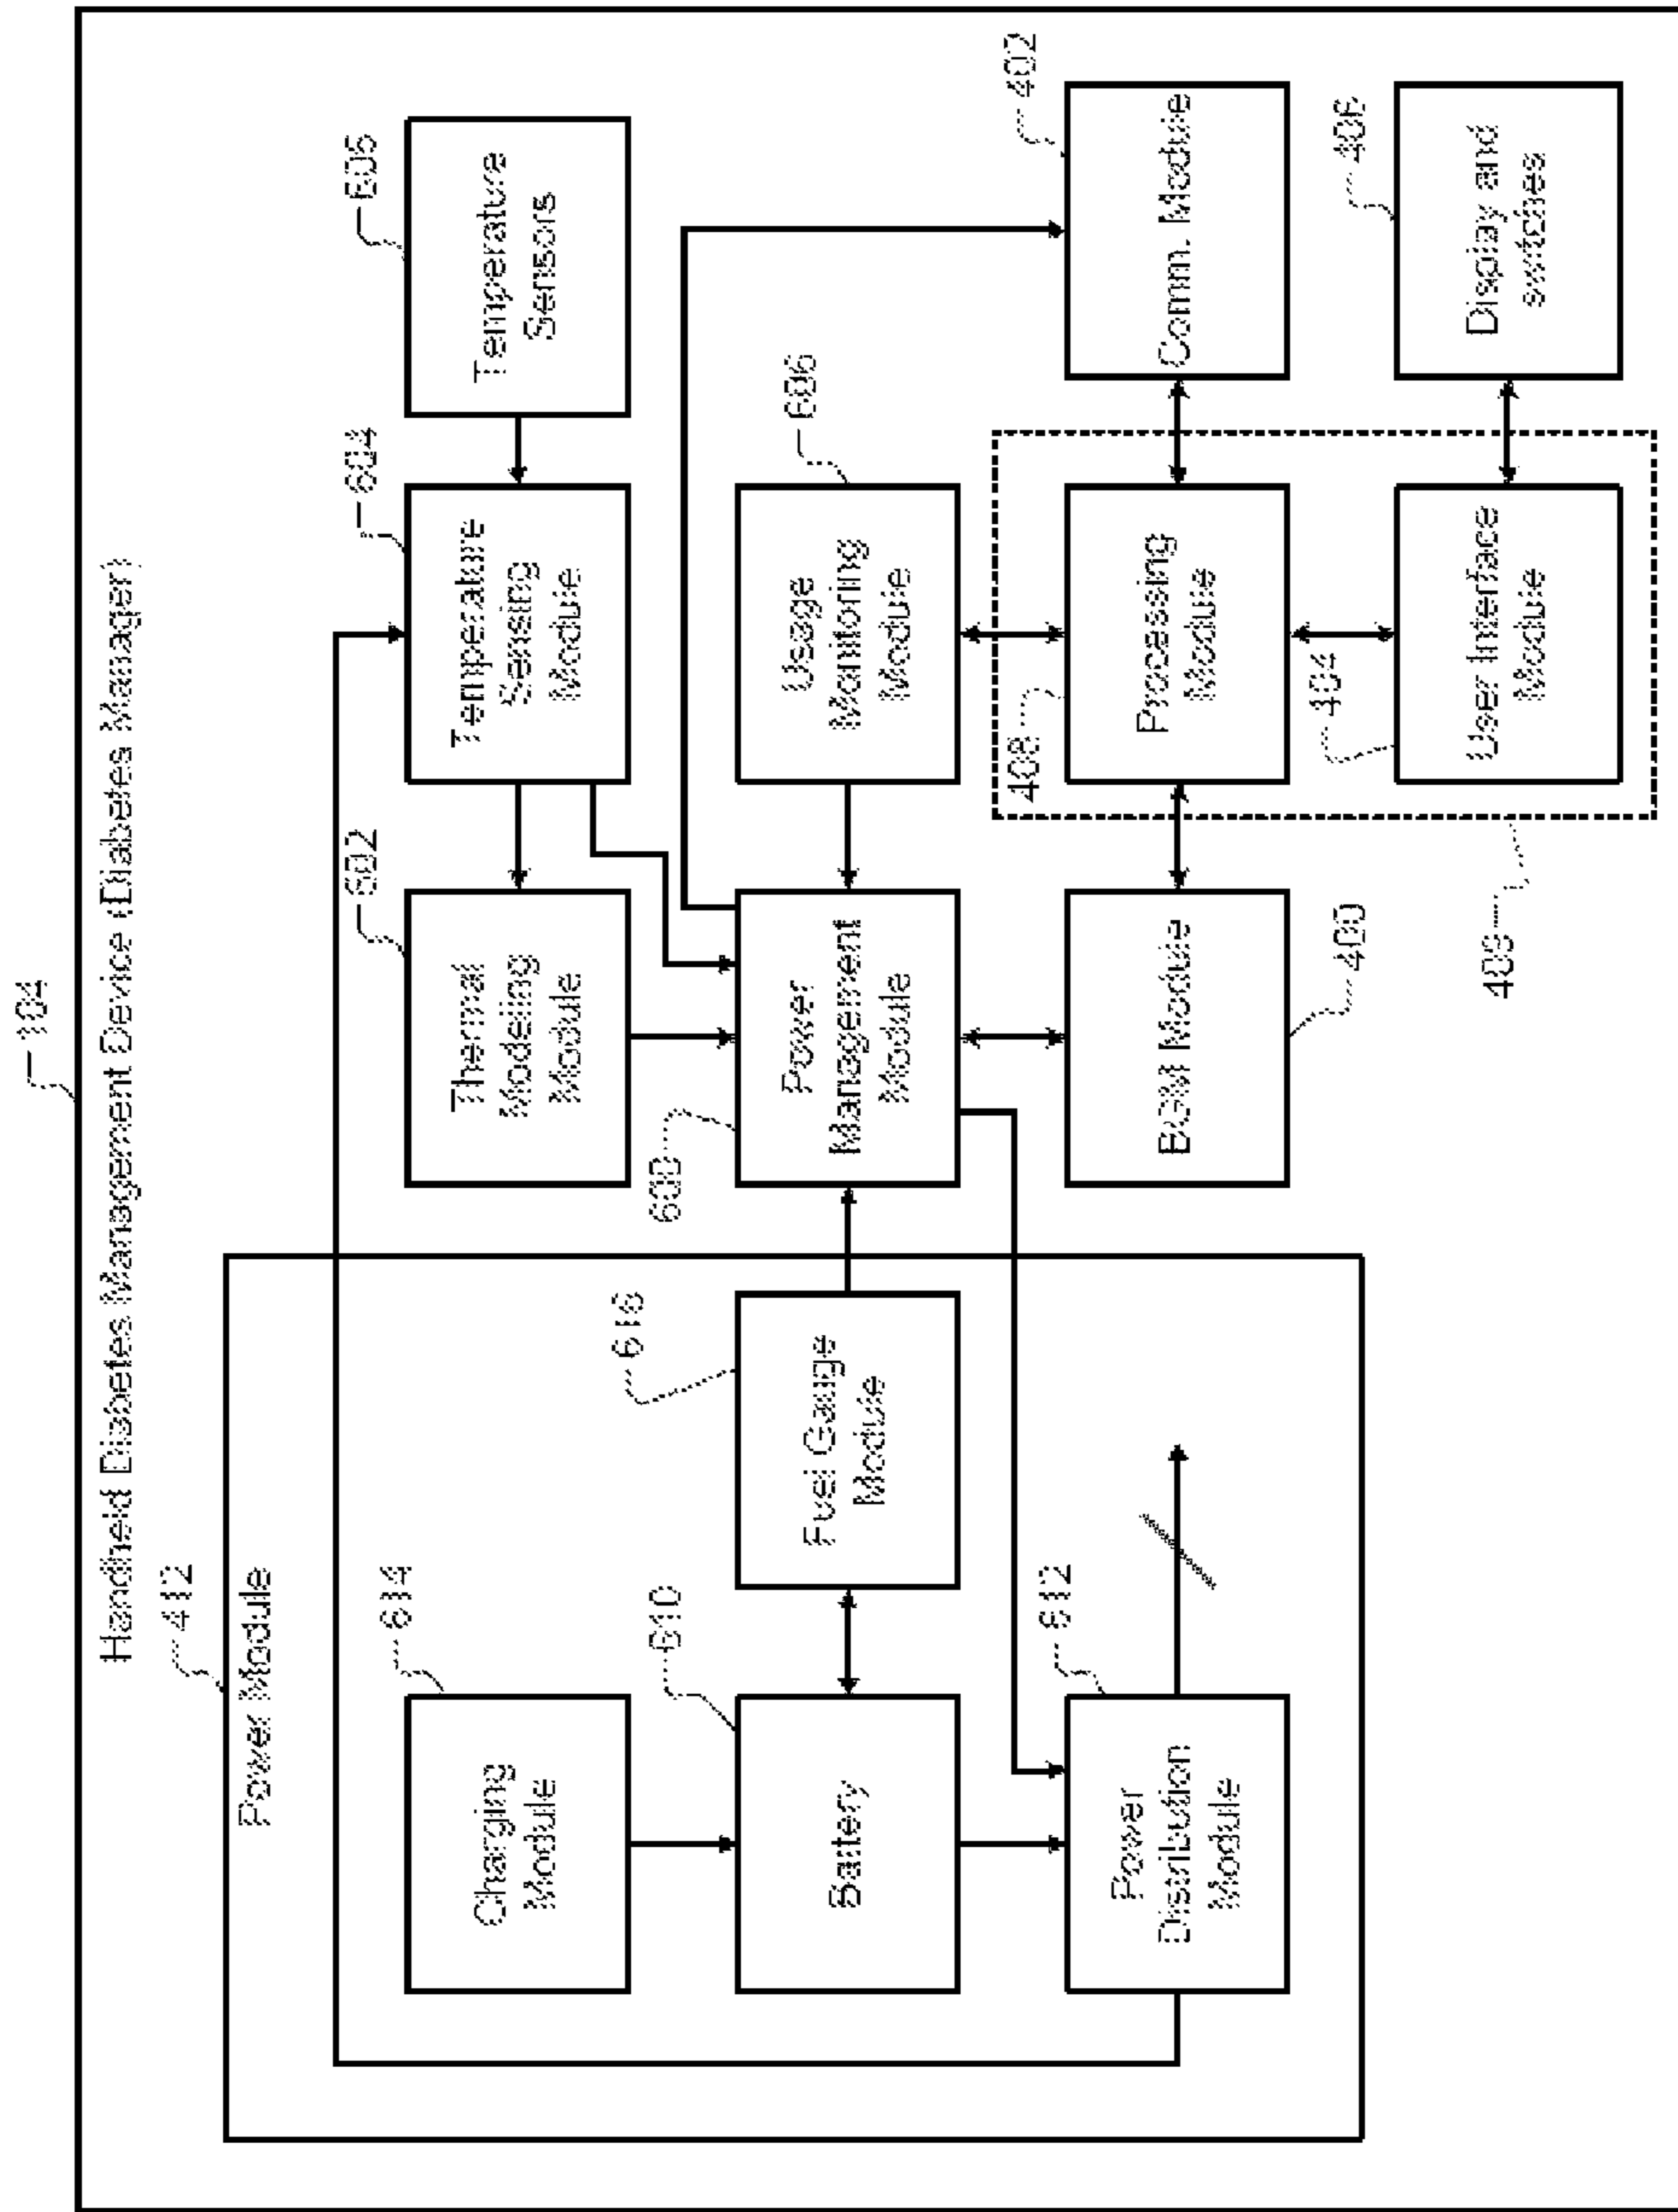 104
Handheld Diabetes Management Device (Diabetes Manager)
412
Power Module
614
Charging
Module
602
Thermal
Modeling
Module
604
Temperature
Sensing
Module
605
Temperature
Sensors
610
Battery
616
Fuel Gauge
Module
600
Power
Management
Module
606
Usage
Monitoring
Module
612
Power
Distribution
Module
BGM Module
400
408
Processing
Module
402
Comm. Module
404
User Interface
Module
406
Display and
switches
409